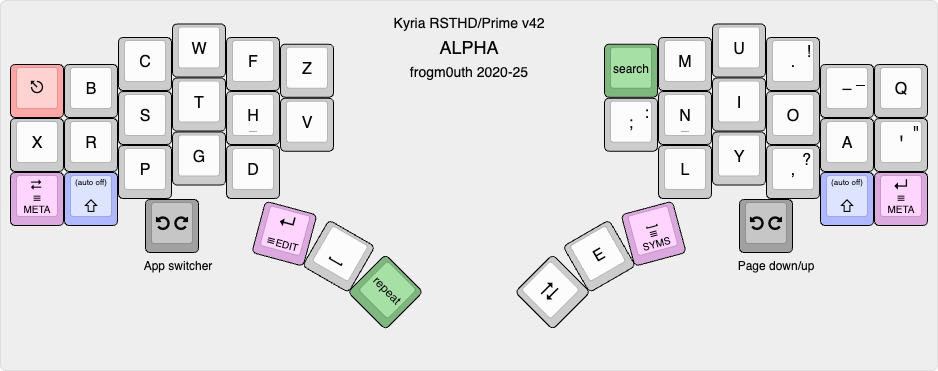 Kyria RSTHD/Prime v42
ALPHA
frogm0uth 2020-25
B C W F Z
X R S T H V
META
(auto off)
P G D
≡EDIT
repeat
App switcher
search M U . ! – — Q
; : N I O A ' "
L Y , ?
(auto off)
META
E
SYMS
Page down/up